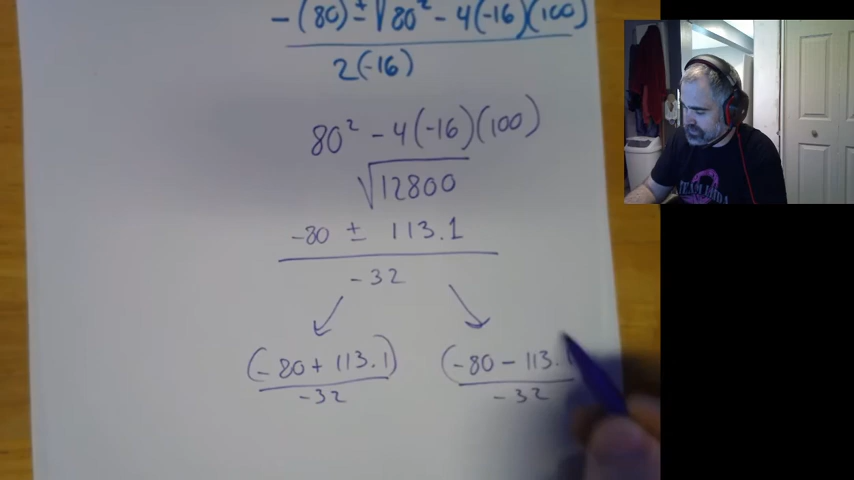 -(80) ± √80² - 4(-16)(100)
2(-16)
80² - 4(-16)(100)
√12800
-80 ± 113.1
-32
(-80 + 113.1) (-80 - 113.1
-32 -32